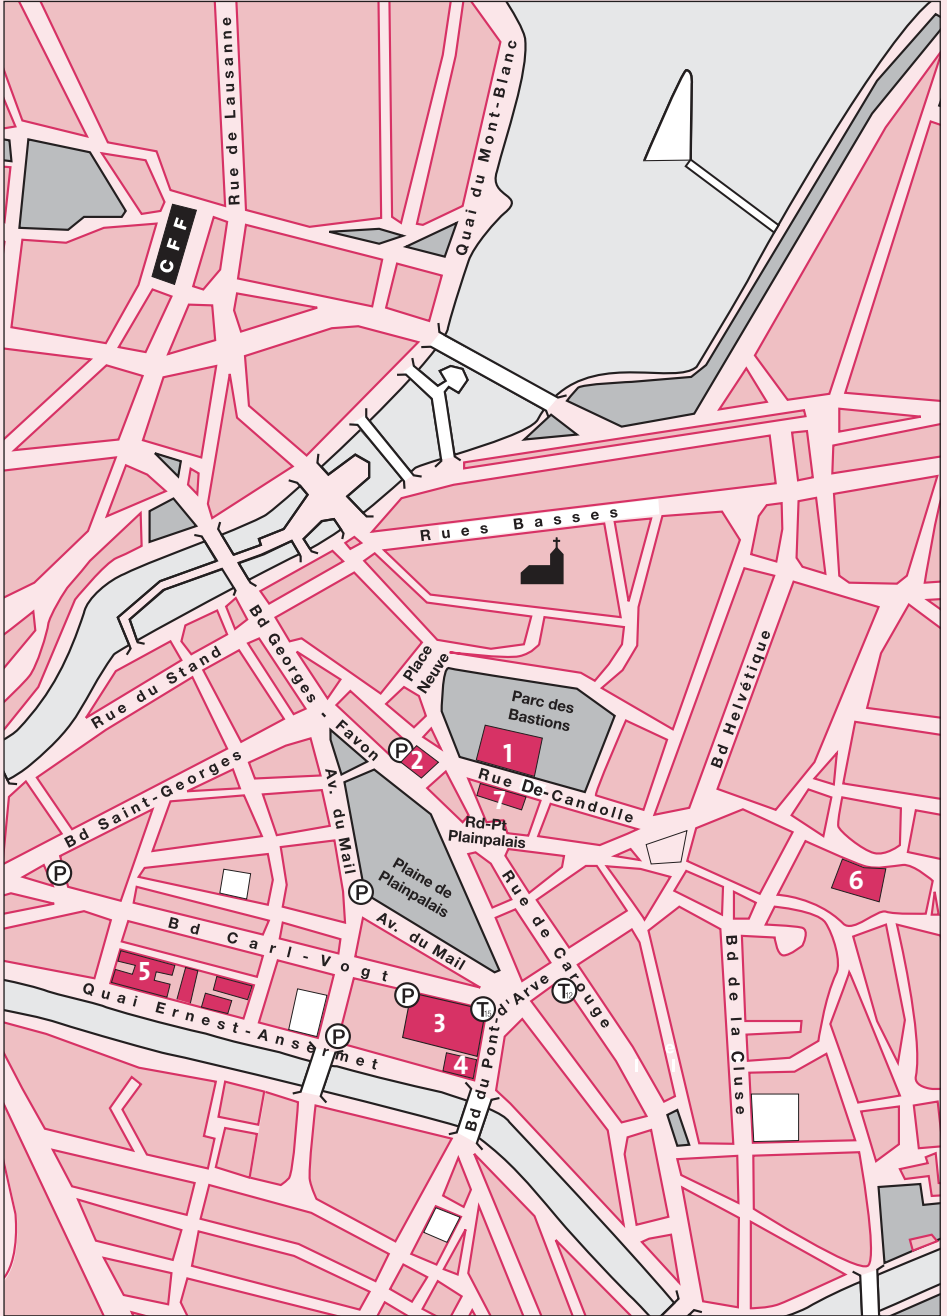 Rue de Lausanne
Quai du Mont-Blanc
CFF
Rues Basses
Bd Georges-Favon
Place
Neuve
Rue du Stand
Parc des
Bastions
Bd Helvétique
1
P
2
Rue De-Candolle
7
Rd-Pt
Plainpalais
Bd Saint-Georges
Av. du Mail
P
Plaine de
Plainpalais
6
P
Rue de Carouge
Av. du Mail
Bd Carl-Vogt
Bd de la Cluse
5
Quai Ernest-Ansermet
P
3
T15
T12
P
4
Bd du Pont-d'Arve